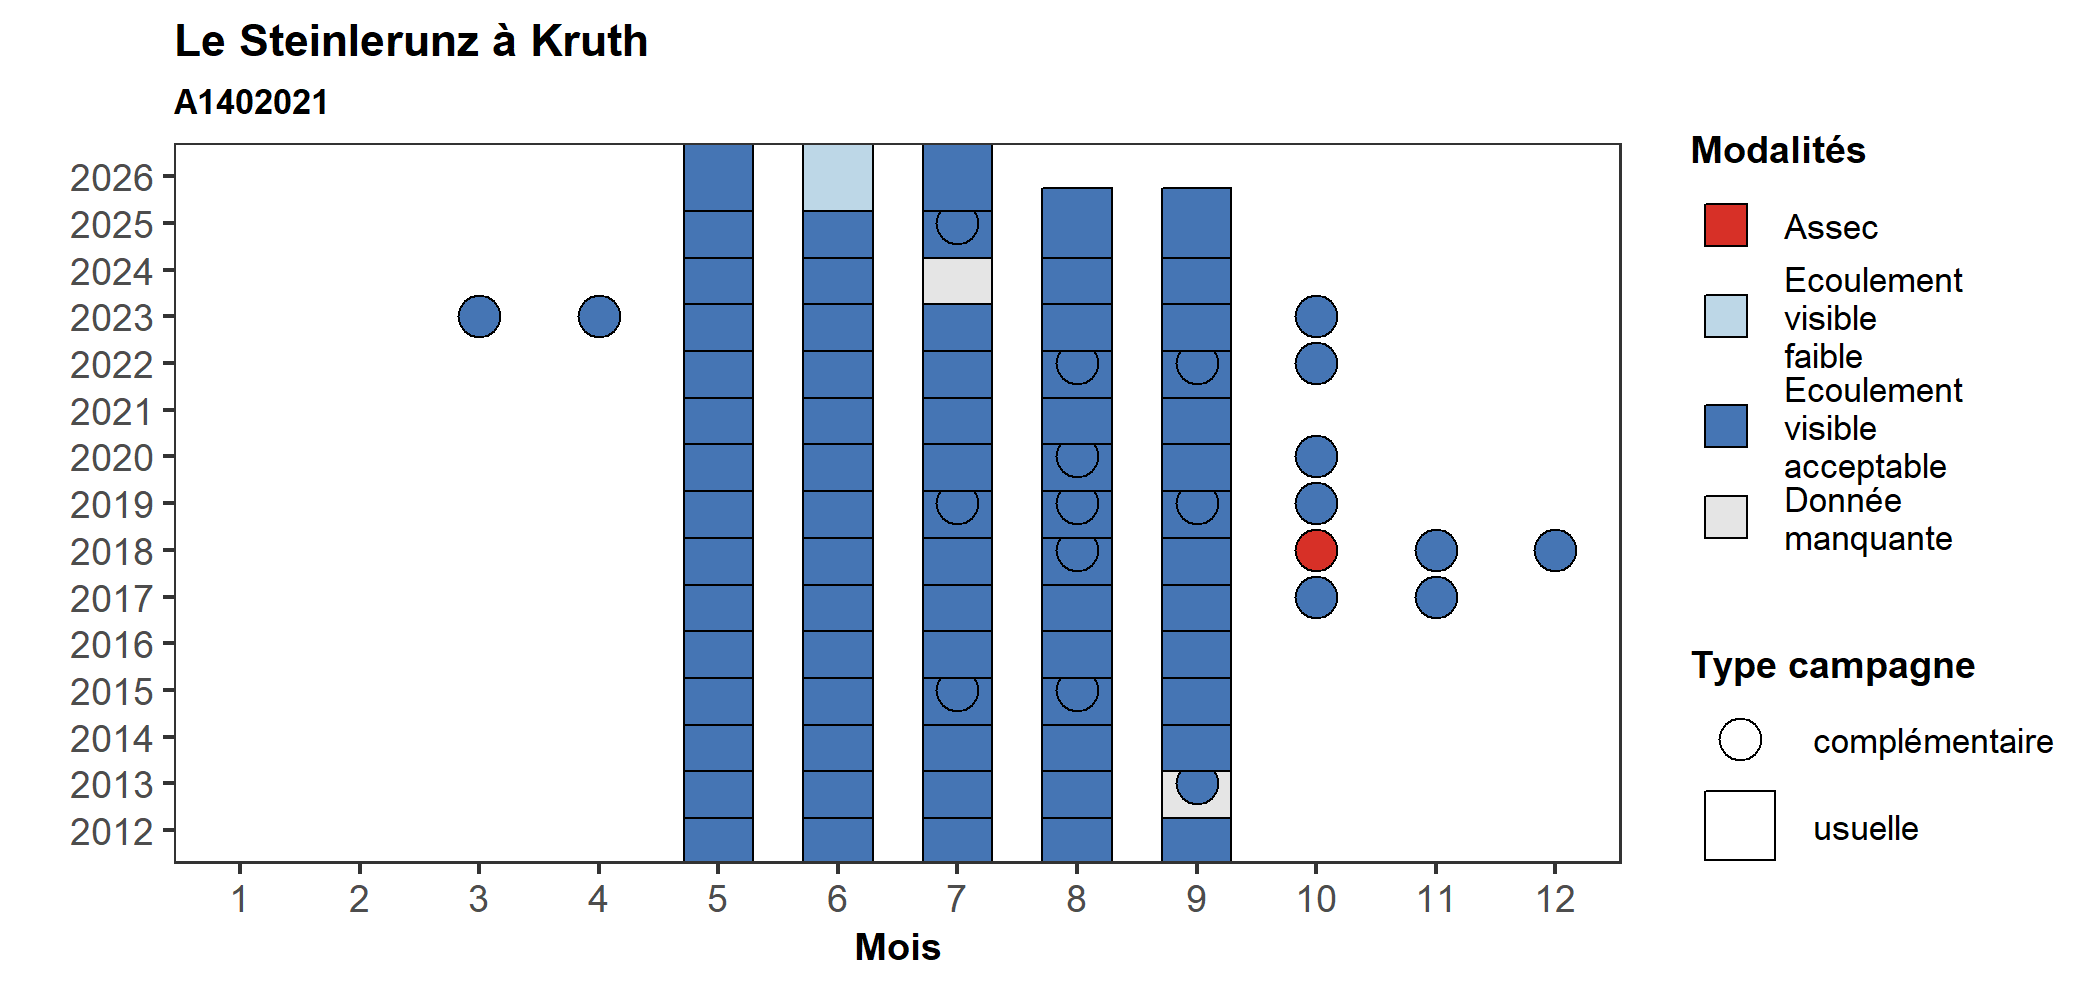 Le Steinlerunz à Kruth
A1402021
2026
2025
2024
2023
2022
2021
2020
2019
2018
2017
2016
2015
2014
2013
2012
1 2 3 4 5 6 7 8 9 10 11 12
Mois
Modalités
Assec
Ecoulement
visible
faible
Ecoulement
visible
acceptable
Donnée
manquante
Type campagne
complémentaire
usuelle